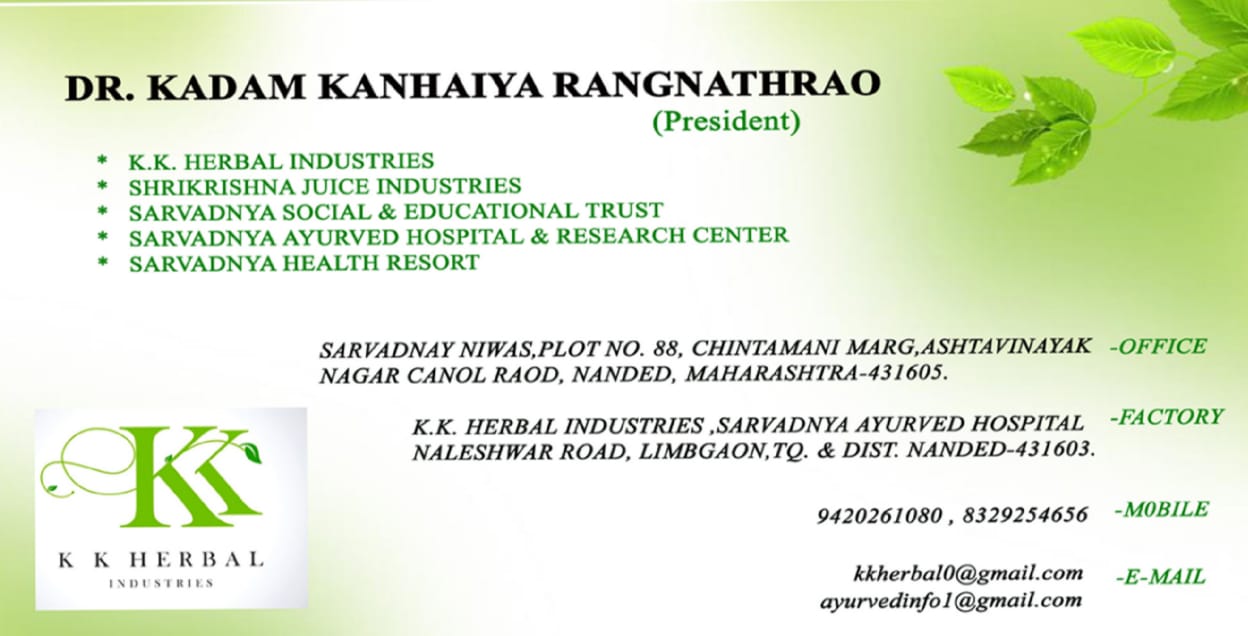 DR. KADAM KANHAIYA RANGNATHRAO
(President)
* K.K. HERBAL INDUSTRIES
* SHRIKRISHNA JUICE INDUSTRIES
* SARVADNYA SOCIAL & EDUCATIONAL TRUST
* SARVADNYA AYURVED HOSPITAL & RESEARCH CENTER
* SARVADNYA HEALTH RESORT
SARVADNAY NIWAS,PLOT NO. 88, CHINTAMANI MARG,ASHTAVINAYAK -OFFICE
NAGAR CANOL RAOD, NANDED, MAHARASHTRA-431605.
K.K. HERBAL INDUSTRIES ,SARVADNYA AYURVED HOSPITAL -FACTORY
NALESHWAR ROAD, LIMBGAON,TQ. & DIST. NANDED-431603.
9420261080 , 8329254656 -M0BILE
kkherbal0@gmail.com -E-MAIL
ayurvedinfo1@gmail.com
KK
K K HERBAL
INDUSTRIES